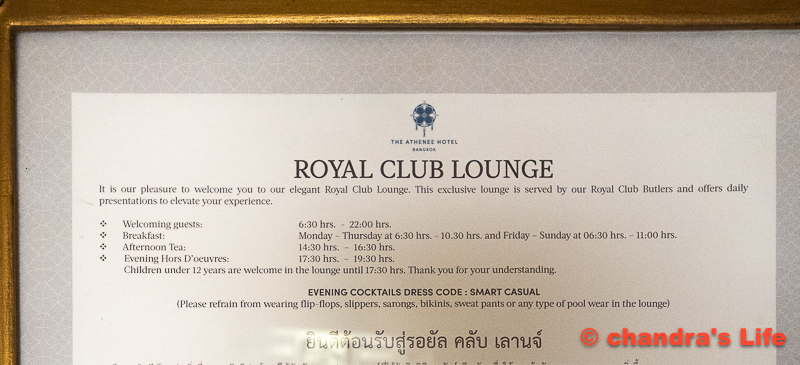 THE ATHENEE HOTEL
BANGKOK
ROYAL CLUB LOUNGE
It is our pleasure to welcome you to our elegant Royal Club Lounge. This exclusive lounge is served by our Royal Club Butlers and offers daily
presentations to elevate your experience.
❖ Welcoming guests: 6:30 hrs. – 22:00 hrs.
❖ Breakfast: Monday – Thursday at 6:30 hrs. - 10.30 hrs. and Friday – Sunday at 06:30 hrs. – 11:00 hrs.
❖ Afternoon Tea: 14:30 hrs. – 16:30 hrs.
❖ Evening Hors D'oeuvres: 17:30 hrs. – 19:30 hrs.
Children under 12 years are welcome in the lounge until 17:30 hrs. Thank you for your understanding.
EVENING COCKTAILS DRESS CODE : SMART CASUAL
(Please refrain from wearing flip-flops, slippers, sarongs, bikinis, sweat pants or any type of pool wear in the lounge)
ยินดีต้อนรับสู่รอยัล คลับ เลานจ์
© chandra's Life